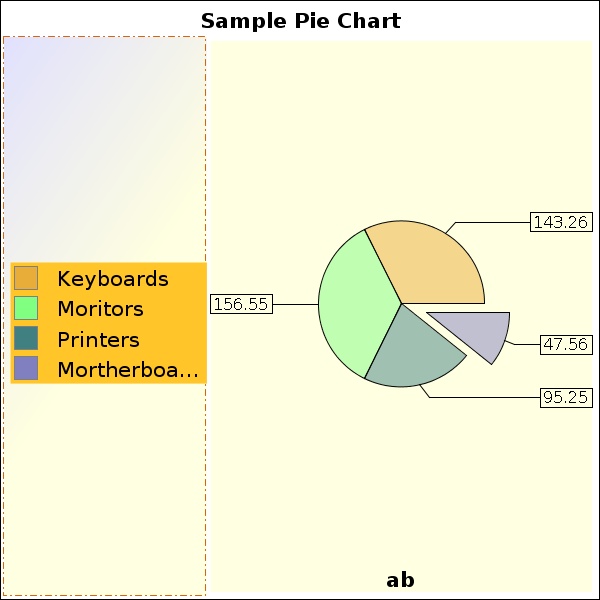 Sample Pie Chart
143.26
Keyboards
Moritors
156.55
Printers
47.56
Mortherboa...
95.25
ab